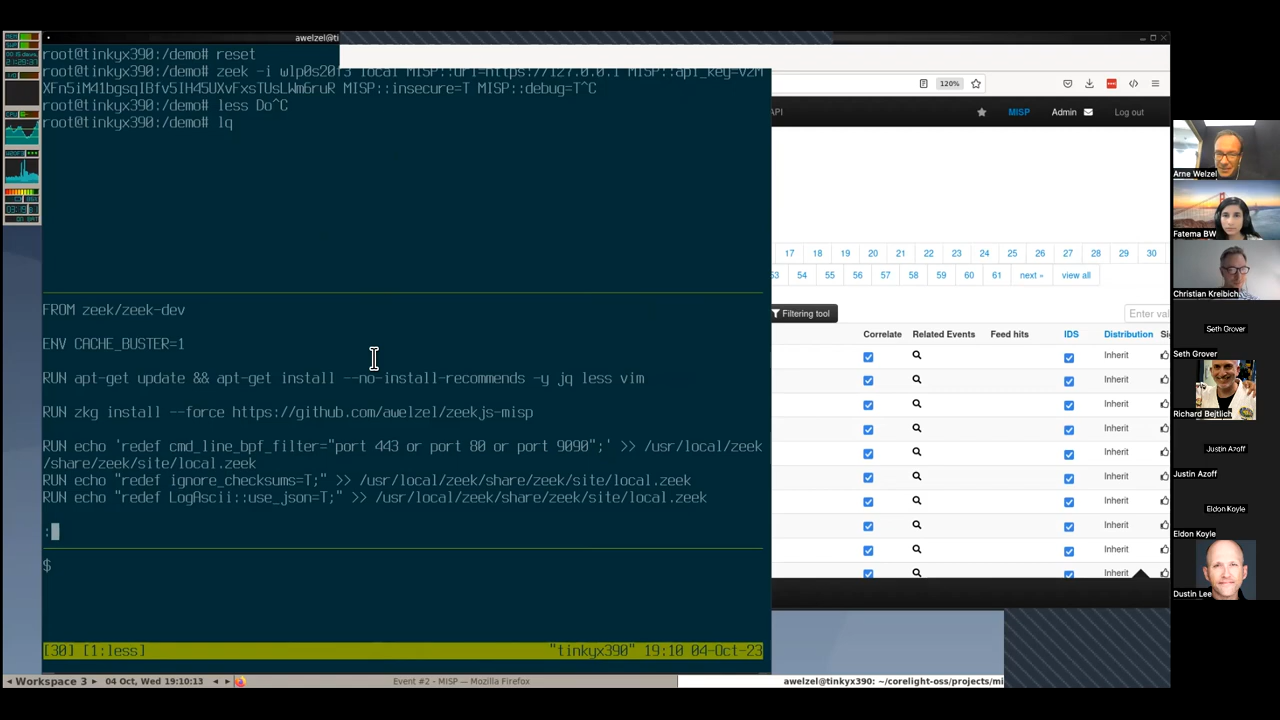 awelzel@ti
root@tinkyx390:/demo# reset
root@tinkyx390:/demo# zeek -i wlp0s20f3 local MISP::url=https://127.0.0.1 MISP::api_key=v2M
XFn5iM41bgsqIBfv5IH45UXvFxsTUsLWm6ruR MISP::insecure=T MISP::debug=T^C
root@tinkyx390:/demo# less Do^C
root@tinkyx390:/demo# lq
FROM zeek/zeek-dev
ENV CACHE_BUSTER=1
RUN apt-get update && apt-get install --no-install-recommends -y jq less vim
RUN zkg install --force https://github.com/awelzel/zeekjs-misp
RUN echo 'redef cmd_line_bpf_filter="port 443 or port 80 or port 9090";' >> /usr/local/zeek
/share/zeek/site/local.zeek
RUN echo "redef ignore_checksums=T;" >> /usr/local/zeek/share/zeek/site/local.zeek
RUN echo "redef LogAscii::use_json=T;" >> /usr/local/zeek/share/zeek/site/local.zeek
:
$
[30] [1:less] "tinkyx390" 19:10 04-Oct-23
120%
API MISP Admin Log out
17 18 19 20 21 22 23 24 25 26 27 28 29 30
53 54 55 56 57 58 59 60 61 next » view all
Filtering tool Enter val
Correlate Related Events Feed hits IDS Distribution Si
Inherit
Inherit
Inherit
Inherit
Inherit
Inherit
Inherit
Inherit
Inherit
Inherit
Workspace 3 04 Oct, Wed 19:10:13 Event #2 - MISP — Mozilla Firefox awelzel@tinkyx390: ~/corelight-oss/projects/mi
Arne Welzel
Fatema BW
Christian Kreibich
Seth Grover
Seth Grover
Richard Bejtlich
Justin Azoff
Justin Azoff
Eldon Koyle
Eldon Koyle
Dustin Lee